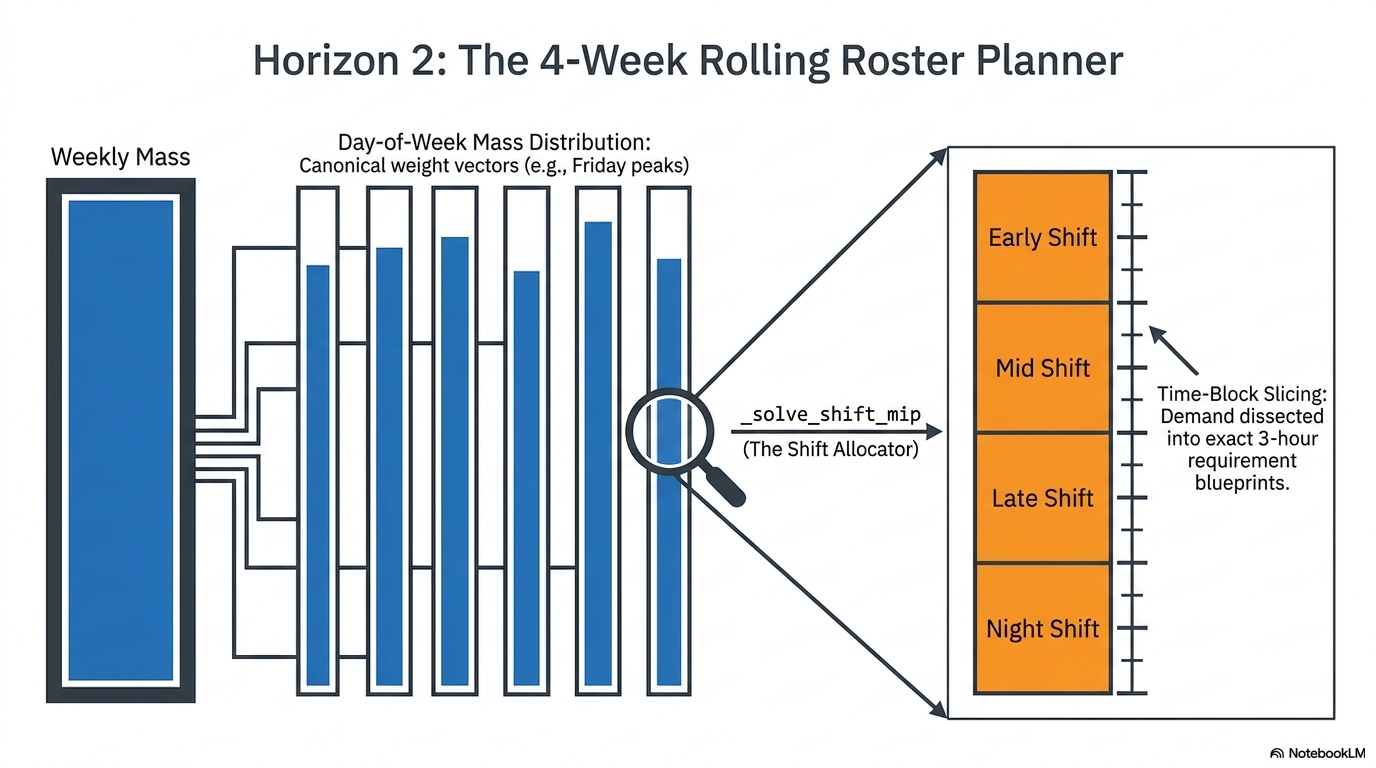 Horizon 2: The 4-Week Rolling Roster Planner
Weekly Mass
Day-of-Week Mass Distribution:
Canonical weight vectors (e.g., Friday peaks)
_solve_shift_mip
(The Shift Allocator)
Early Shift
Mid Shift
Late Shift
Night Shift
Time-Block Slicing:
Demand dissected
into exact 3-hour
requirement
blueprints.
NotebookLM